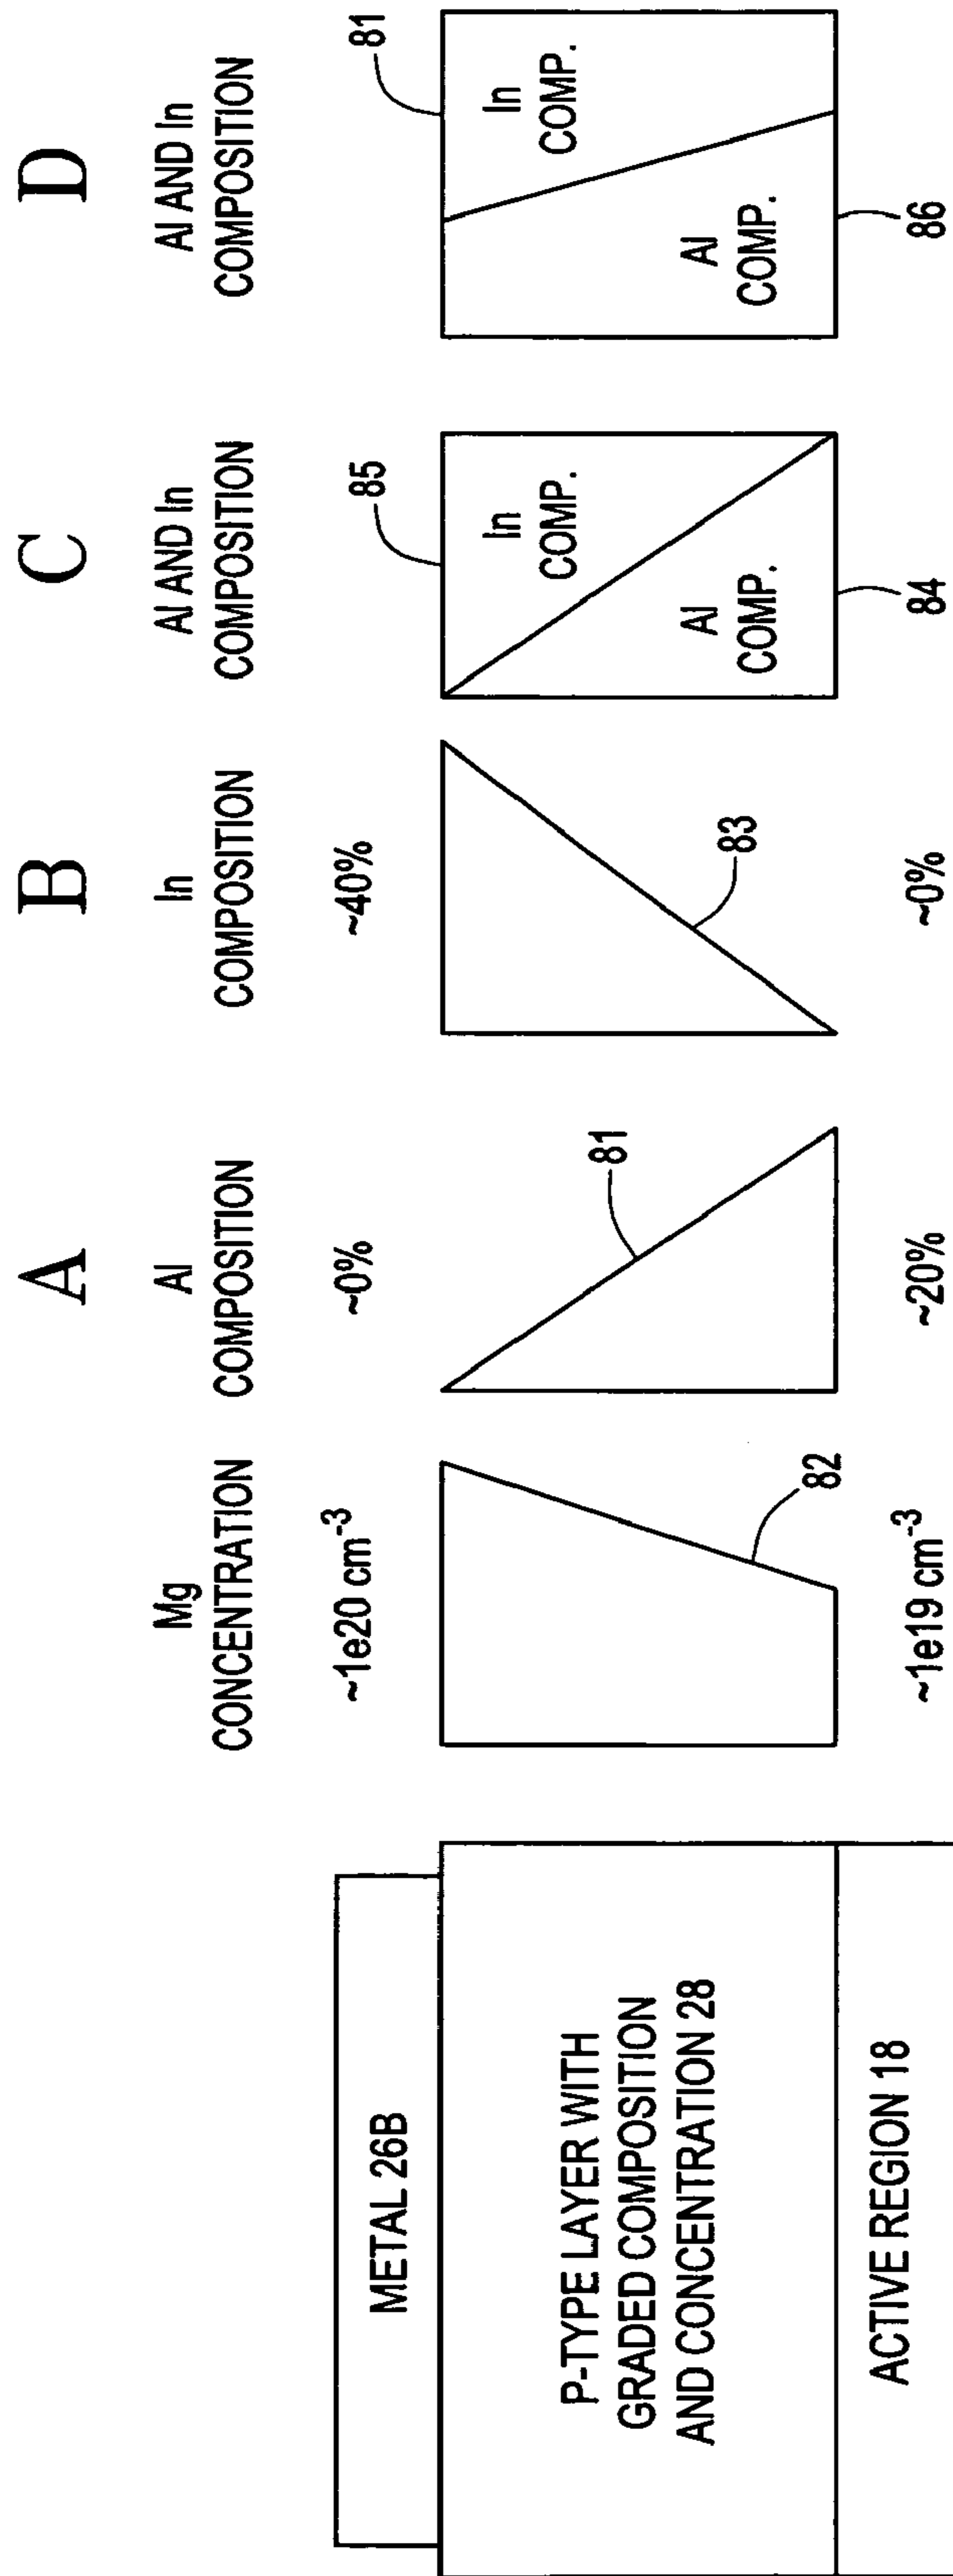 A
B
C
D
Mg
CONCENTRATION
Al
COMPOSITION
In
COMPOSITION
Al AND In
COMPOSITION
Al AND In
COMPOSITION
~1e20 cm⁻³
~0%
~40%
85
81
METAL 26B
P-TYPE LAYER WITH
GRADED COMPOSITION
AND CONCENTRATION 28
ACTIVE REGION 18
82
81
83
In
COMP.
Al
COMP.
In
COMP.
Al
COMP.
~1e19 cm⁻³
~20%
~0%
84
86